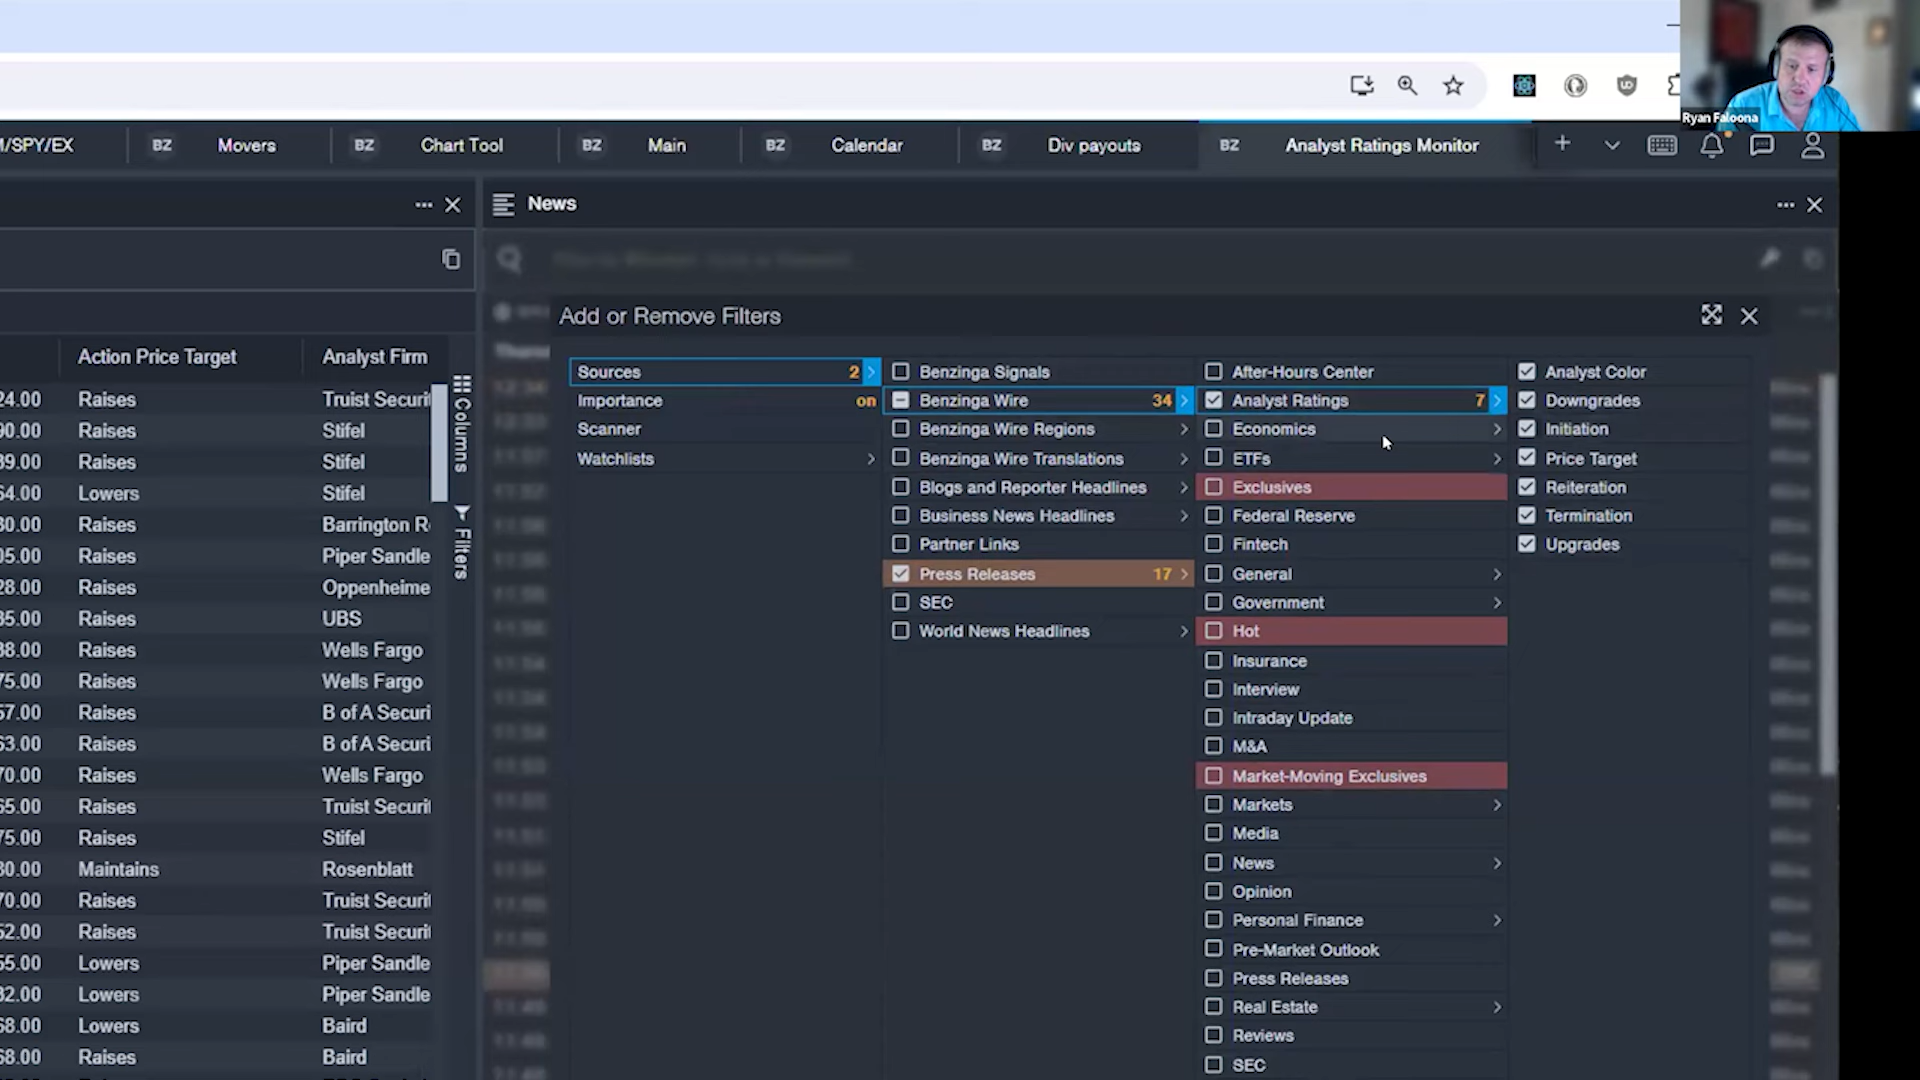 Ryan Faloona
M/SPY/EX
BZ Movers
BZ Chart Tool
BZ Main
BZ Calendar
BZ Div payouts
BZ Analyst Ratings Monitor
News
Add or Remove Filters
Action Price Target Analyst Firm
24.00 Raises Truist Securit
90.00 Raises Stifel
39.00 Raises Stifel
54.00 Lowers Stifel
30.00 Raises Barrington R
05.00 Raises Piper Sandle
28.00 Raises Oppenheime
35.00 Raises UBS
38.00 Raises Wells Fargo
75.00 Raises Wells Fargo
57.00 Raises B of A Securi
63.00 Raises B of A Securi
70.00 Raises Wells Fargo
65.00 Raises Truist Securit
75.00 Raises Stifel
30.00 Maintains Rosenblatt
70.00 Raises Truist Securit
52.00 Raises Truist Securit
55.00 Lowers Piper Sandle
32.00 Lowers Piper Sandle
68.00 Lowers Baird
58.00 Raises Baird
Columns
Filters
Sources 2
Importance on
Scanner
Watchlists
Benzinga Signals
Benzinga Wire 34
Benzinga Wire Regions
Benzinga Wire Translations
Blogs and Reporter Headlines
Business News Headlines
Partner Links
Press Releases 17
SEC
World News Headlines
After-Hours Center
Analyst Ratings 7
Economics
ETFs
Exclusives
Federal Reserve
Fintech
General
Government
Hot
Insurance
Interview
Intraday Update
M&A
Market-Moving Exclusives
Markets
Media
News
Opinion
Personal Finance
Pre-Market Outlook
Press Releases
Real Estate
Reviews
SEC
Analyst Color
Downgrades
Initiation
Price Target
Reiteration
Termination
Upgrades